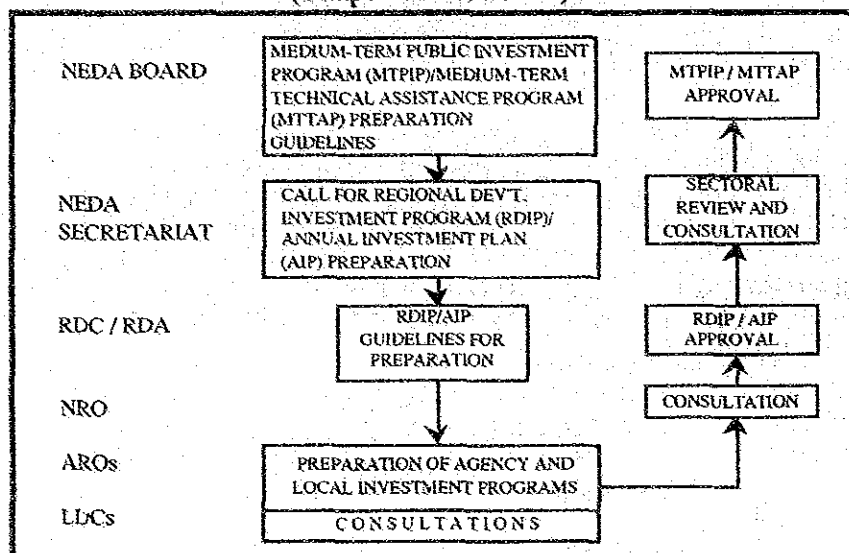 NEDA BOARD
MEDIUM-TERM PUBLIC INVESTMENT
PROGRAM (MTPIP)/MEDIUM-TERM
TECHNICAL ASSISTANCE PROGRAM
(MTTAP) PREPARATION
GUIDELINES
MTPIP / MTTAP
APPROVAL
NEDA
SECRETARIAT
CALL FOR REGIONAL DEV'T.
INVESTMENT PROGRAM (RDIP)/
ANNUAL INVESTMENT PLAN
(AIP) PREPARATION
SECTORAL
REVIEW AND
CONSULTATION
RDC / RDA
RDIP/AIP
GUIDELINES FOR
PREPARATION
RDIP / AIP
APPROVAL
NRO
CONSULTATION
AROs
LDCs
PREPARATION OF AGENCY AND
LOCAL INVESTMENT PROGRAMS
CONSULTATIONS